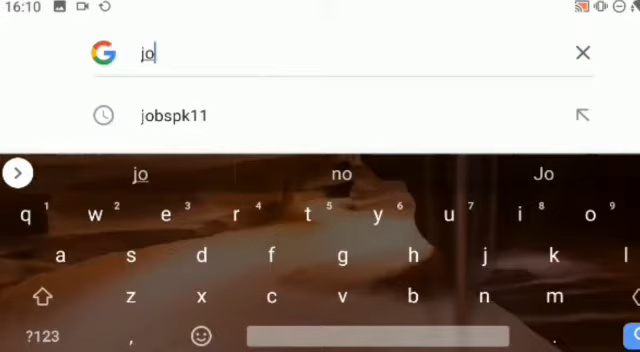 16:10
jo
jobspk11
jo no Jo
q 1 w 2 e 3 r 4 t 5 y 6 u 7 i 8 o 9
a s d f g h j k l
z x c v b n m
?123 , .